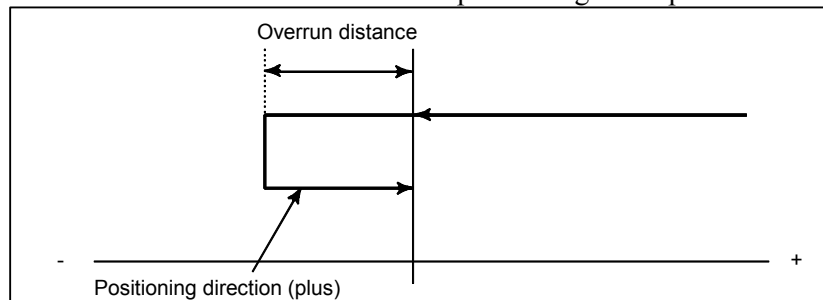 Overrun distance
-
+
Positioning direction (plus)